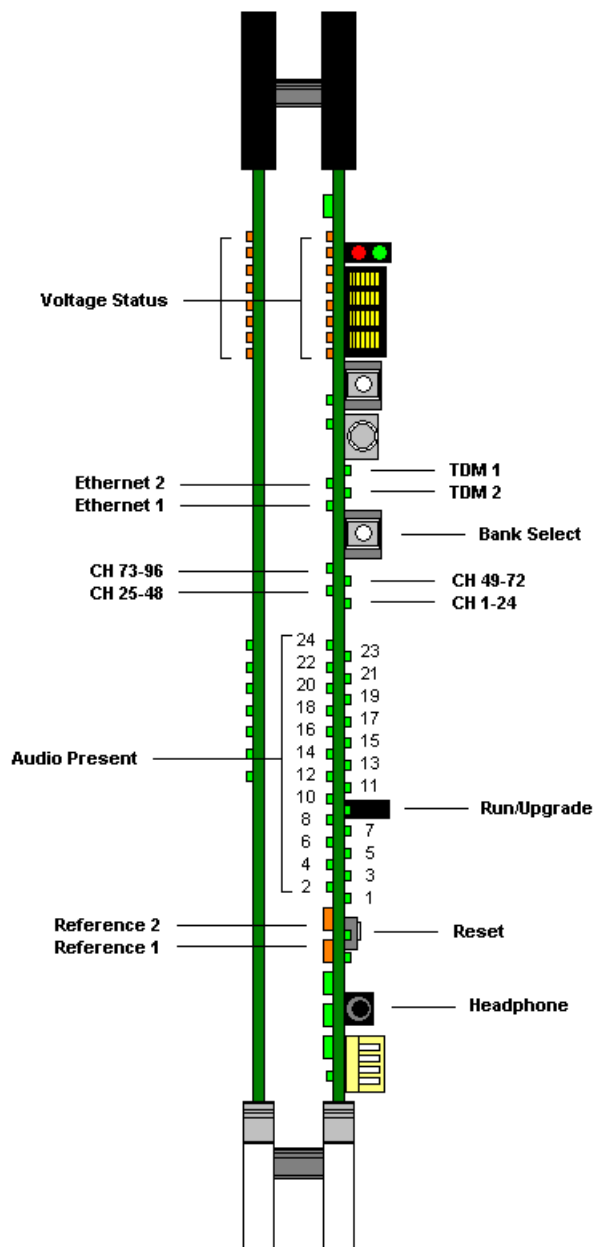 Voltage Status
TDM 1
Ethernet 2
TDM 2
Ethernet 1
Bank Select
CH 73-96
CH 49-72
CH 25-48
CH 1-24
24
23
22
21
20
19
18
17
16
15
14
Audio Present
13
12
11
10
Run/Upgrade
8
7
6
5
4
3
2
1
Reference 2
Reset
Reference 1
Headphone